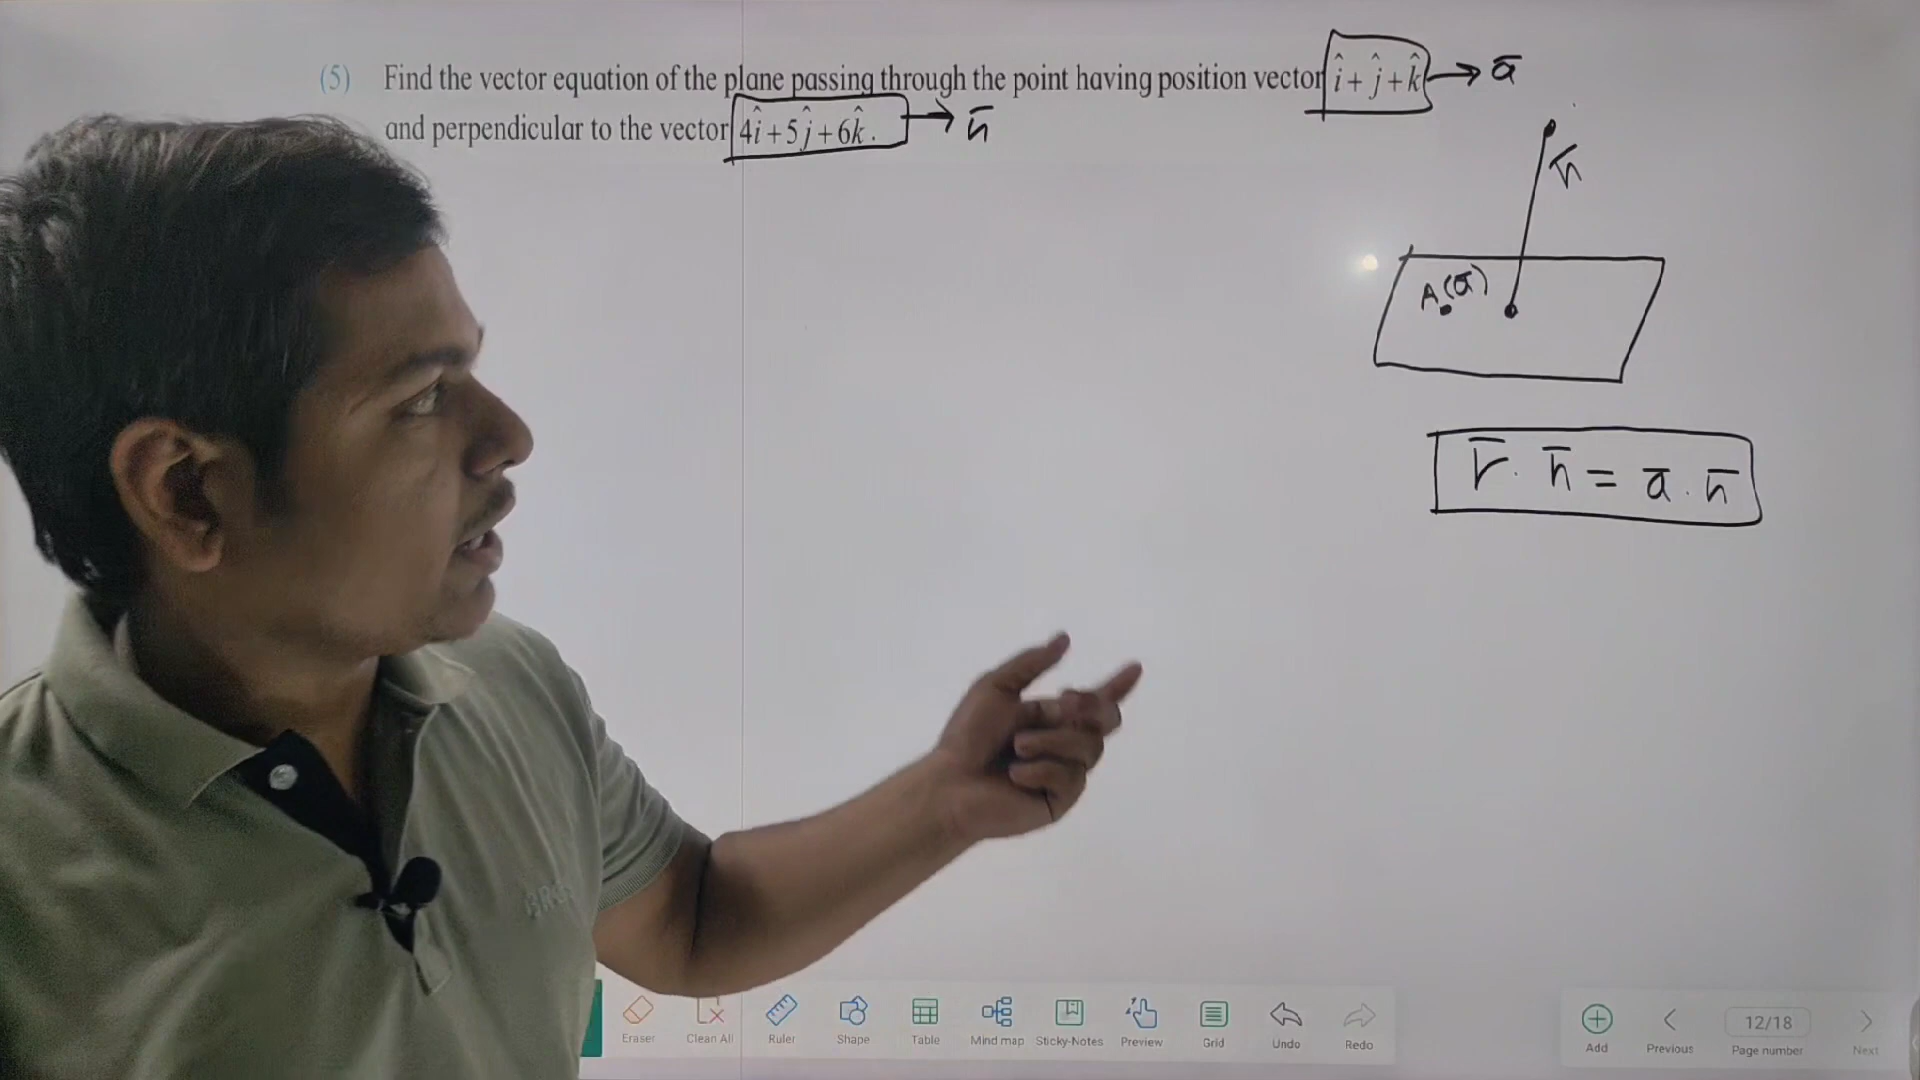 (5) Find the vector equation of the plane passing through the point having position vector î + ĵ + k̂ → a̅
and perpendicular to the vector 4î + 5ĵ + 6k̂. → n̅
n̅
A(a̅)
r̅ . n̅ = a̅ . n̅
Eraser Clean All Ruler Shape Table Mind map Sticky-Notes Preview Grid Undo Redo
Add Previous 12/18 Page number Next